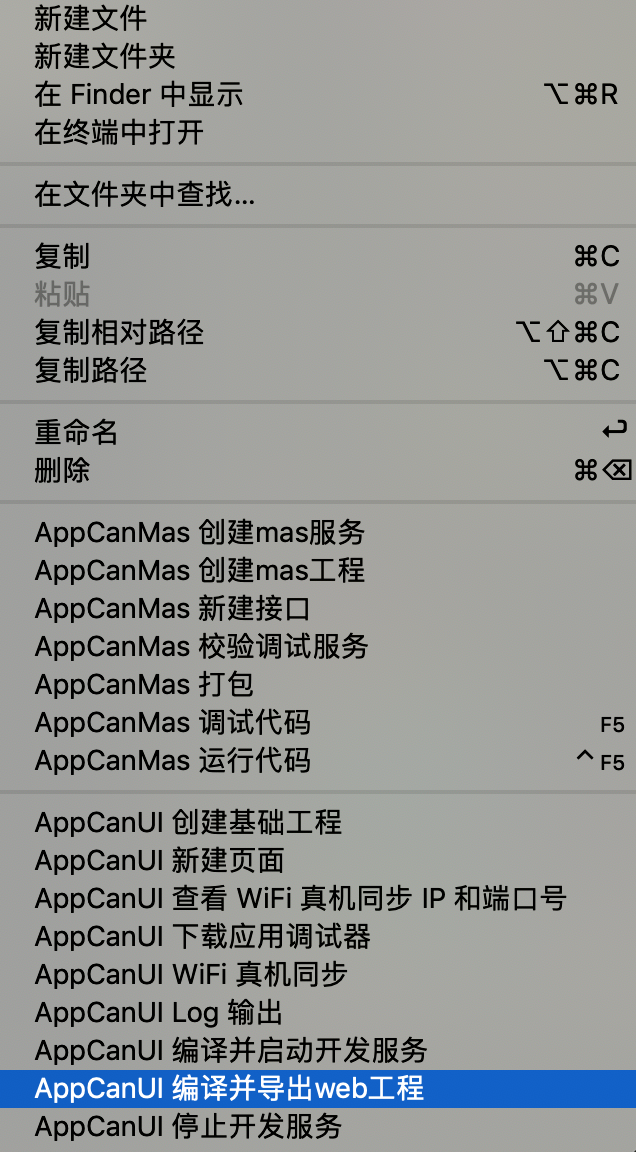 新建文件
新建文件夹
在 Finder 中显示 ⌥⌘R
在终端中打开
在文件夹中查找...
复制 ⌘C
粘贴 ⌘V
复制相对路径 ⌥⇧⌘C
复制路径 ⌥⌘C
重命名 ↩
删除 ⌘⌫
AppCanMas 创建mas服务
AppCanMas 创建mas工程
AppCanMas 新建接口
AppCanMas 校验调试服务
AppCanMas 打包
AppCanMas 调试代码 F5
AppCanMas 运行代码 ^ F5
AppCanUI 创建基础工程
AppCanUI 新建页面
AppCanUI 查看 WiFi 真机同步 IP 和端口号
AppCanUI 下载应用调试器
AppCanUI WiFi 真机同步
AppCanUI Log 输出
AppCanUI 编译并启动开发服务
AppCanUI 编译并导出web工程
AppCanUI 停止开发服务